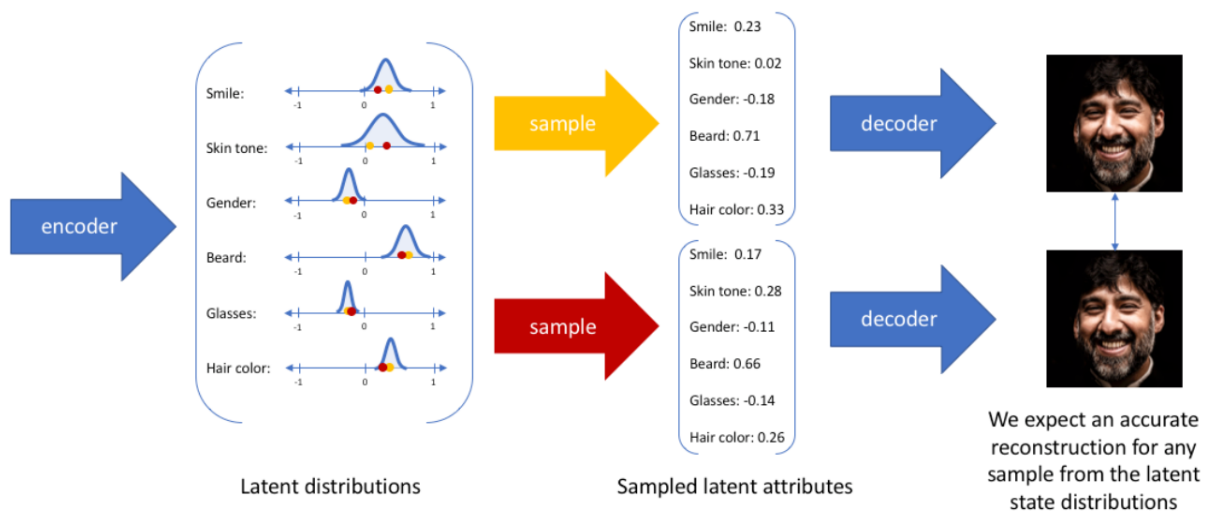 encoder
Smile:
-1 0 1
Skin tone:
-1 0 1
Gender:
-1 0 1
Beard:
-1 0 1
Glasses:
-1 0 1
Hair color:
-1 0 1
Latent distributions
sample
sample
Smile: 0.23
Skin tone: 0.02
Gender: -0.18
Beard: 0.71
Glasses: -0.19
Hair color: 0.33
Smile: 0.17
Skin tone: 0.28
Gender: -0.11
Beard: 0.66
Glasses: -0.14
Hair color: 0.26
Sampled latent attributes
decoder
decoder
We expect an accurate
reconstruction for any
sample from the latent
state distributions